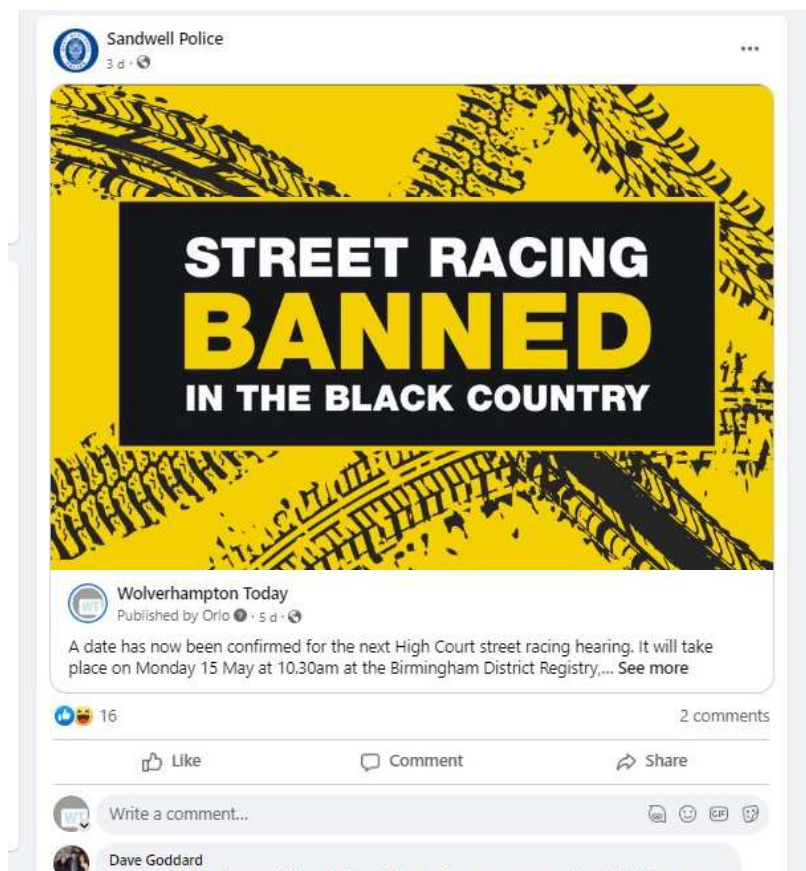 Sandwell Police
3 d ·
STREET RACING
BANNED
IN THE BLACK COUNTRY
WT
Wolverhampton Today
Published by Orlo · 5 d ·
A date has now been confirmed for the next High Court street racing hearing. It will take
place on Monday 15 May at 10.30am at the Birmingham District Registry,... See more
16
2 comments
Like
Comment
Share
WT
Write a comment...
GIF
Dave Goddard